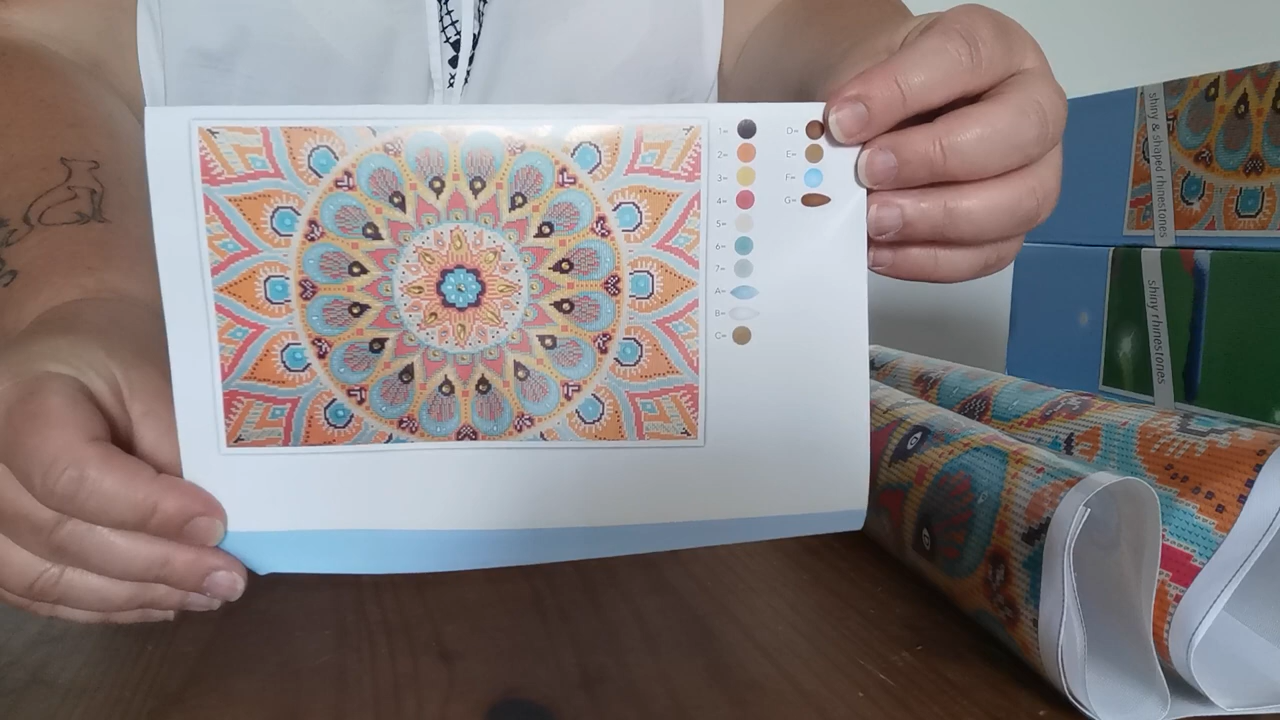 1=
2=
3=
4=
5=
6=
7=
A=
B=
C=
D=
E=
F=
G=
shiny & shaped rhinestones
shiny rhinestones